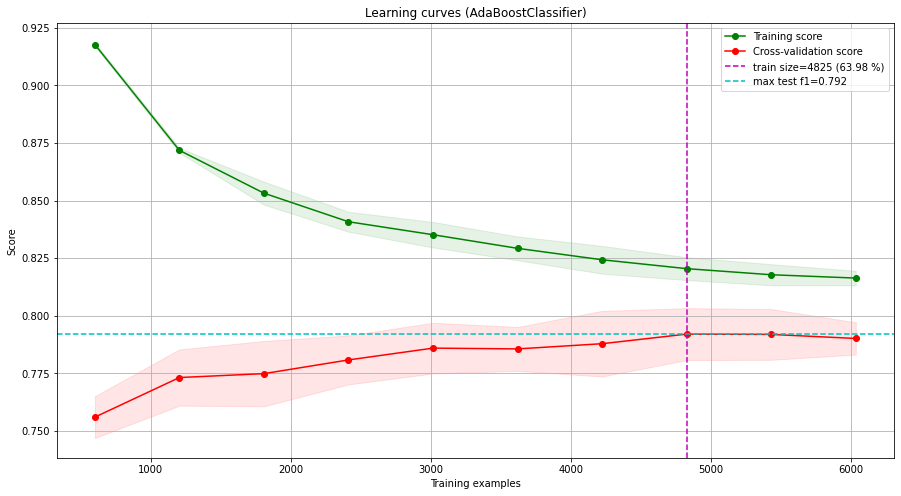 Learning curves (AdaBoostClassifier)
0.925
0.900
0.875
0.850
0.825
0.800
0.775
0.750
Score
Training score
Cross-validation score
train size=4825 (63.98 %)
max test f1=0.792
1000 2000 3000 4000 5000 6000
Training examples